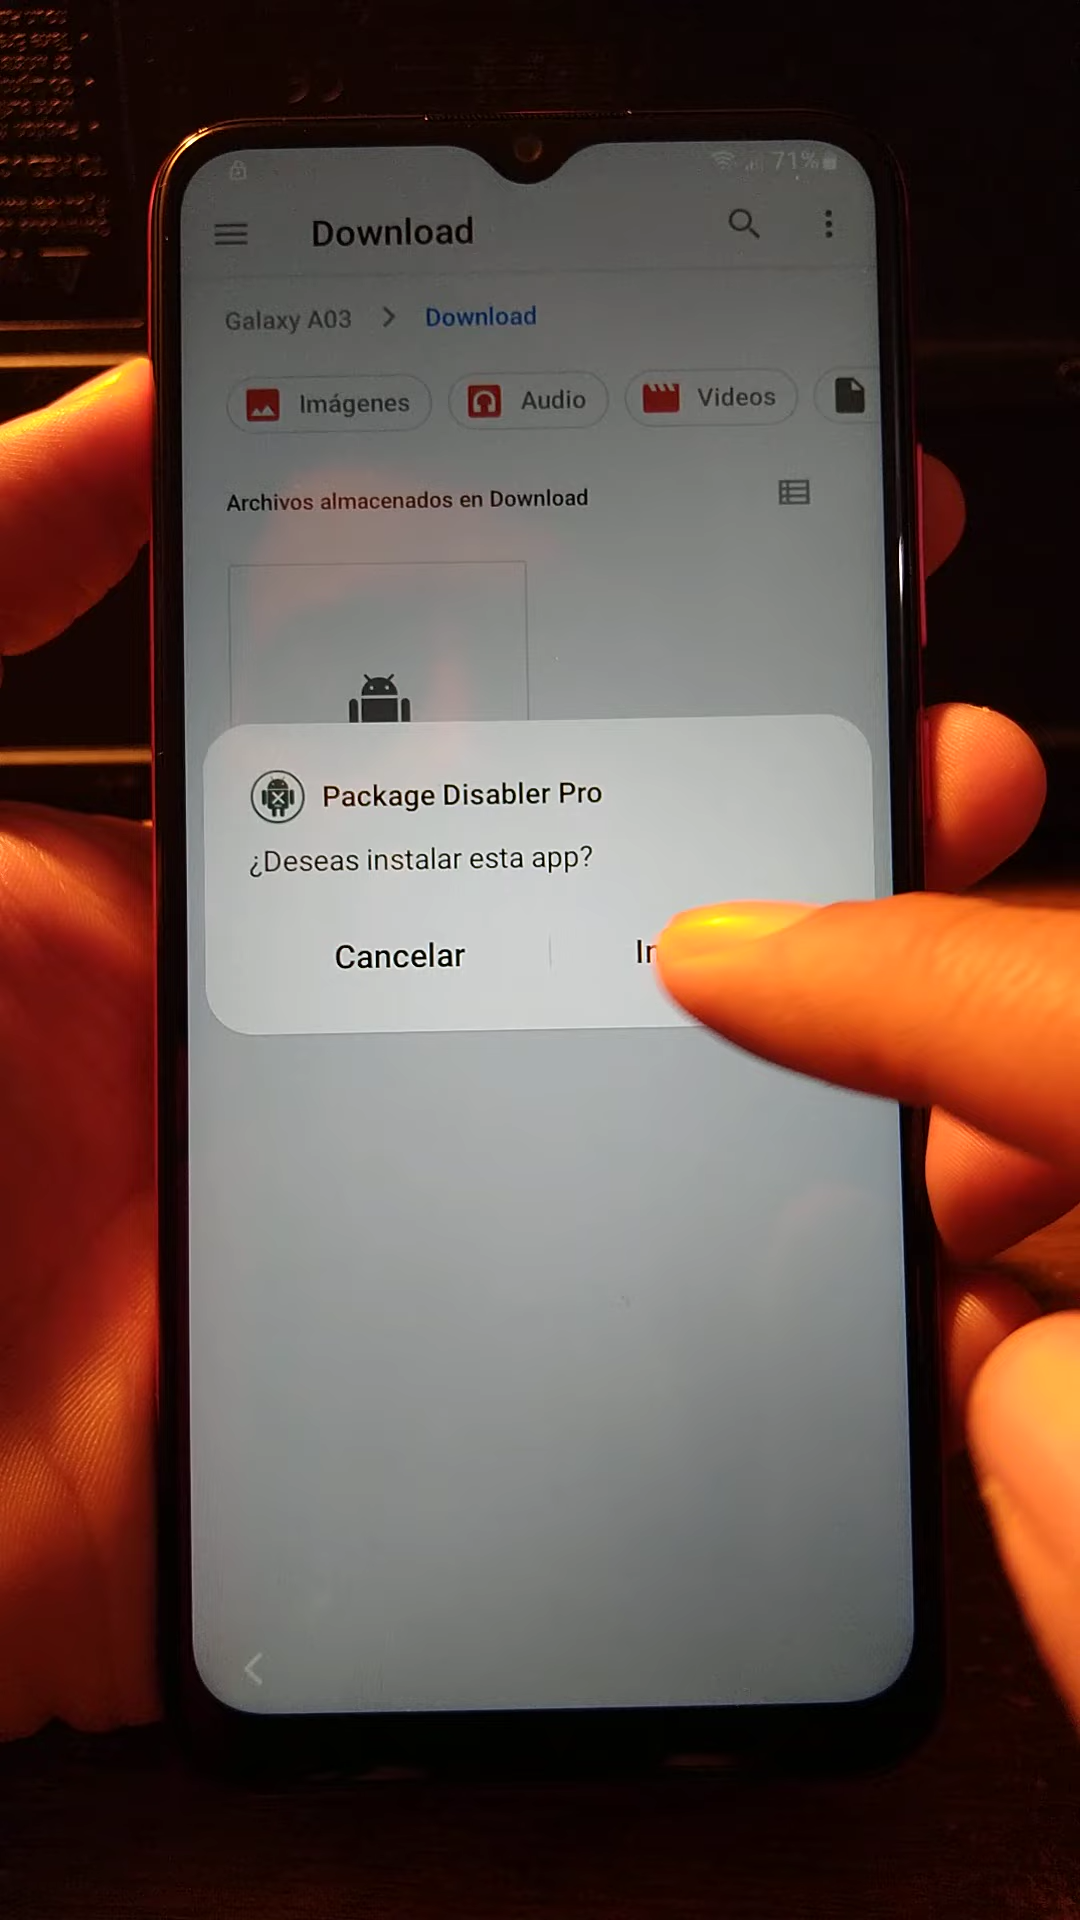 71%
Download
Galaxy A03 > Download
Imágenes
Audio
Videos
Archivos almacenados en Download
Package Disabler Pro
¿Deseas instalar esta app?
Cancelar